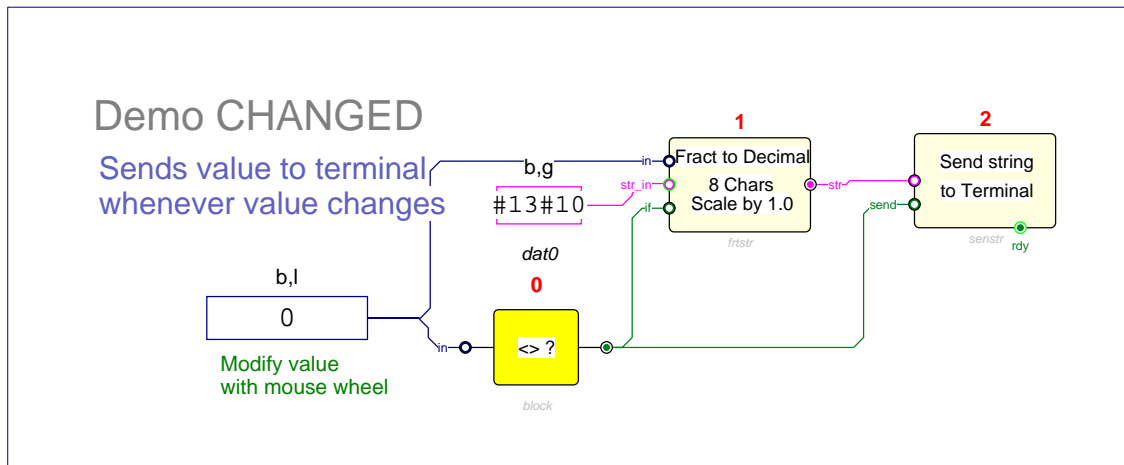 Demo CHANGED
Sends value to terminal
whenever value changes
b,g
#13#10
dat0
b,I
0
Modify value
with mouse wheel
0
in
<> ?
block
1
in
str_in
if
Fract to Decimal
8 Chars
Scale by 1.0
frtstr
str
send
2
Send string
to Terminal
senstr
rdy